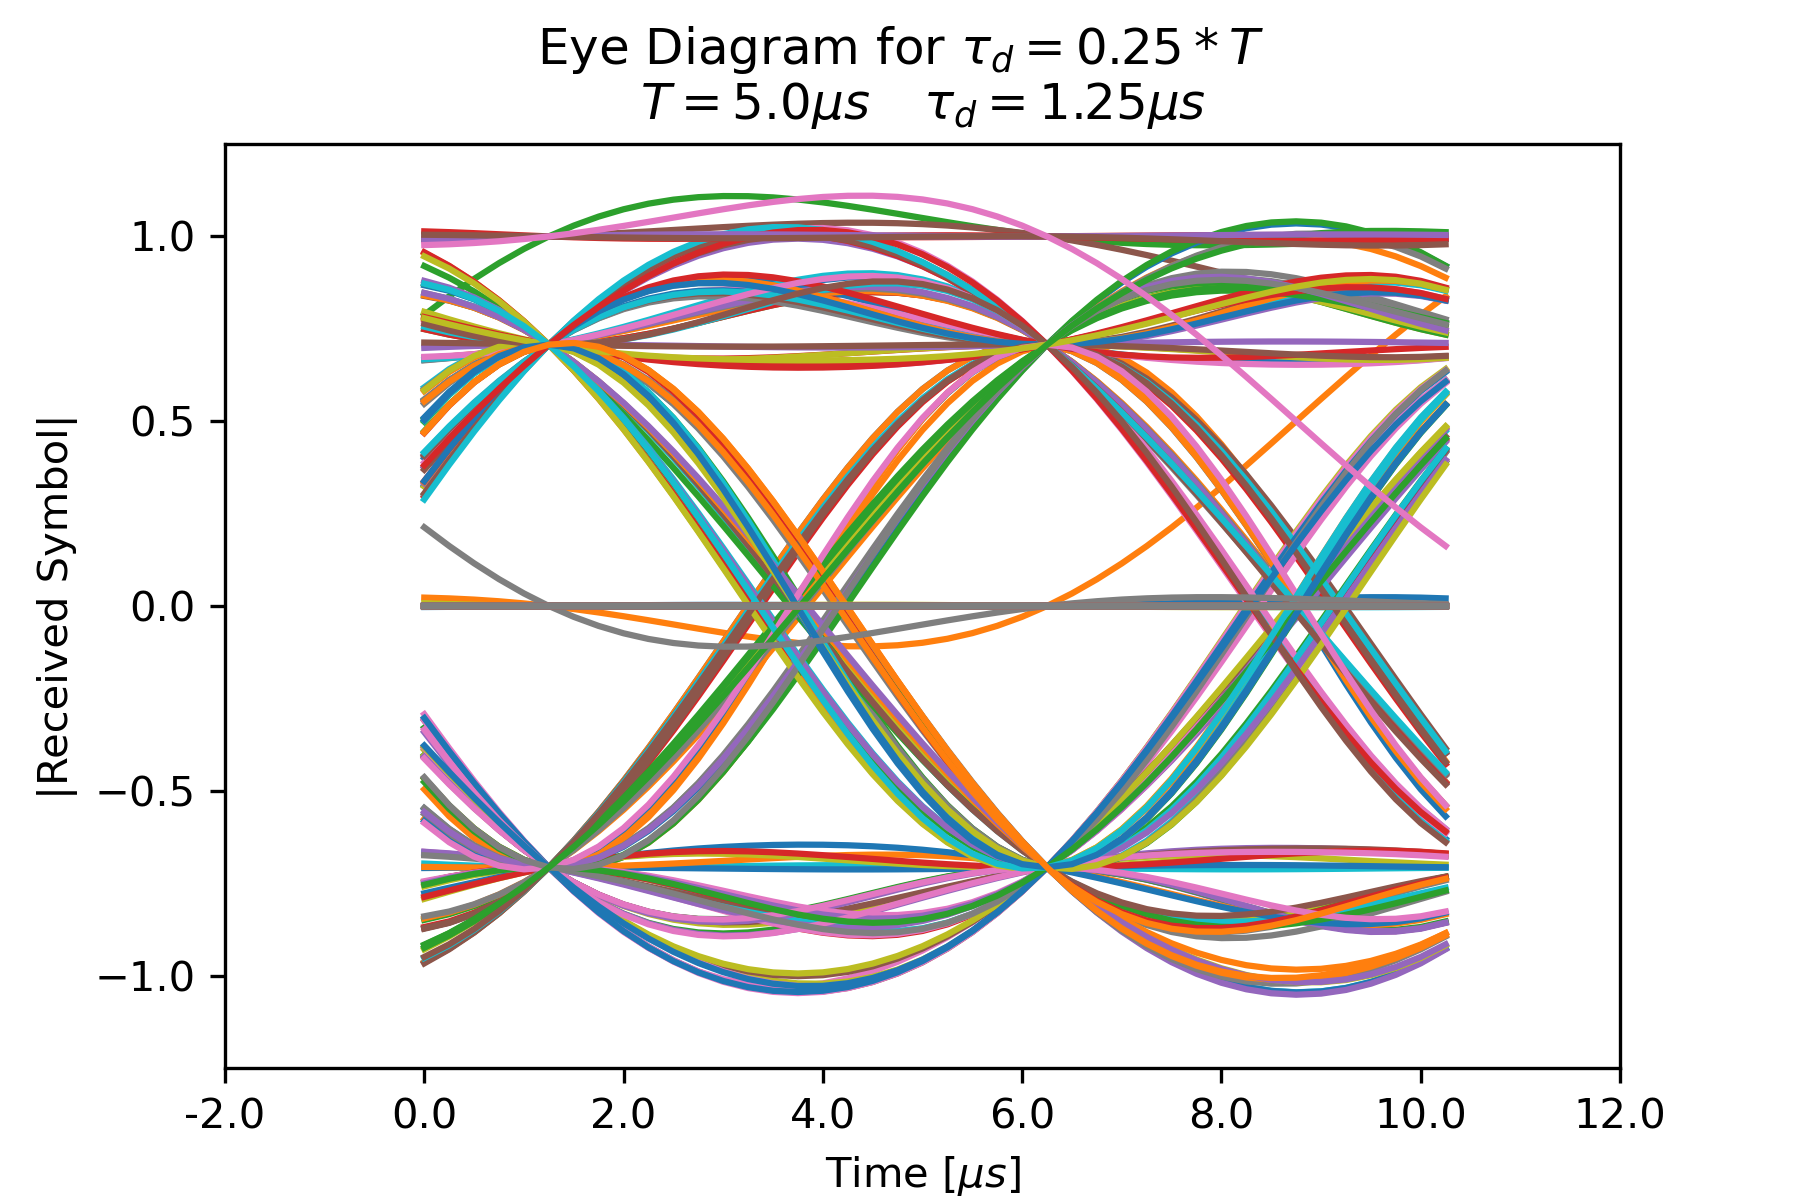 Eye Diagram for τ_d = 0.25 * T
T = 5.0μs τ_d = 1.25μs
|Received Symbol|
1.0
0.5
0.0
−0.5
−1.0
-2.0 0.0 2.0 4.0 6.0 8.0 10.0 12.0
Time [μs]